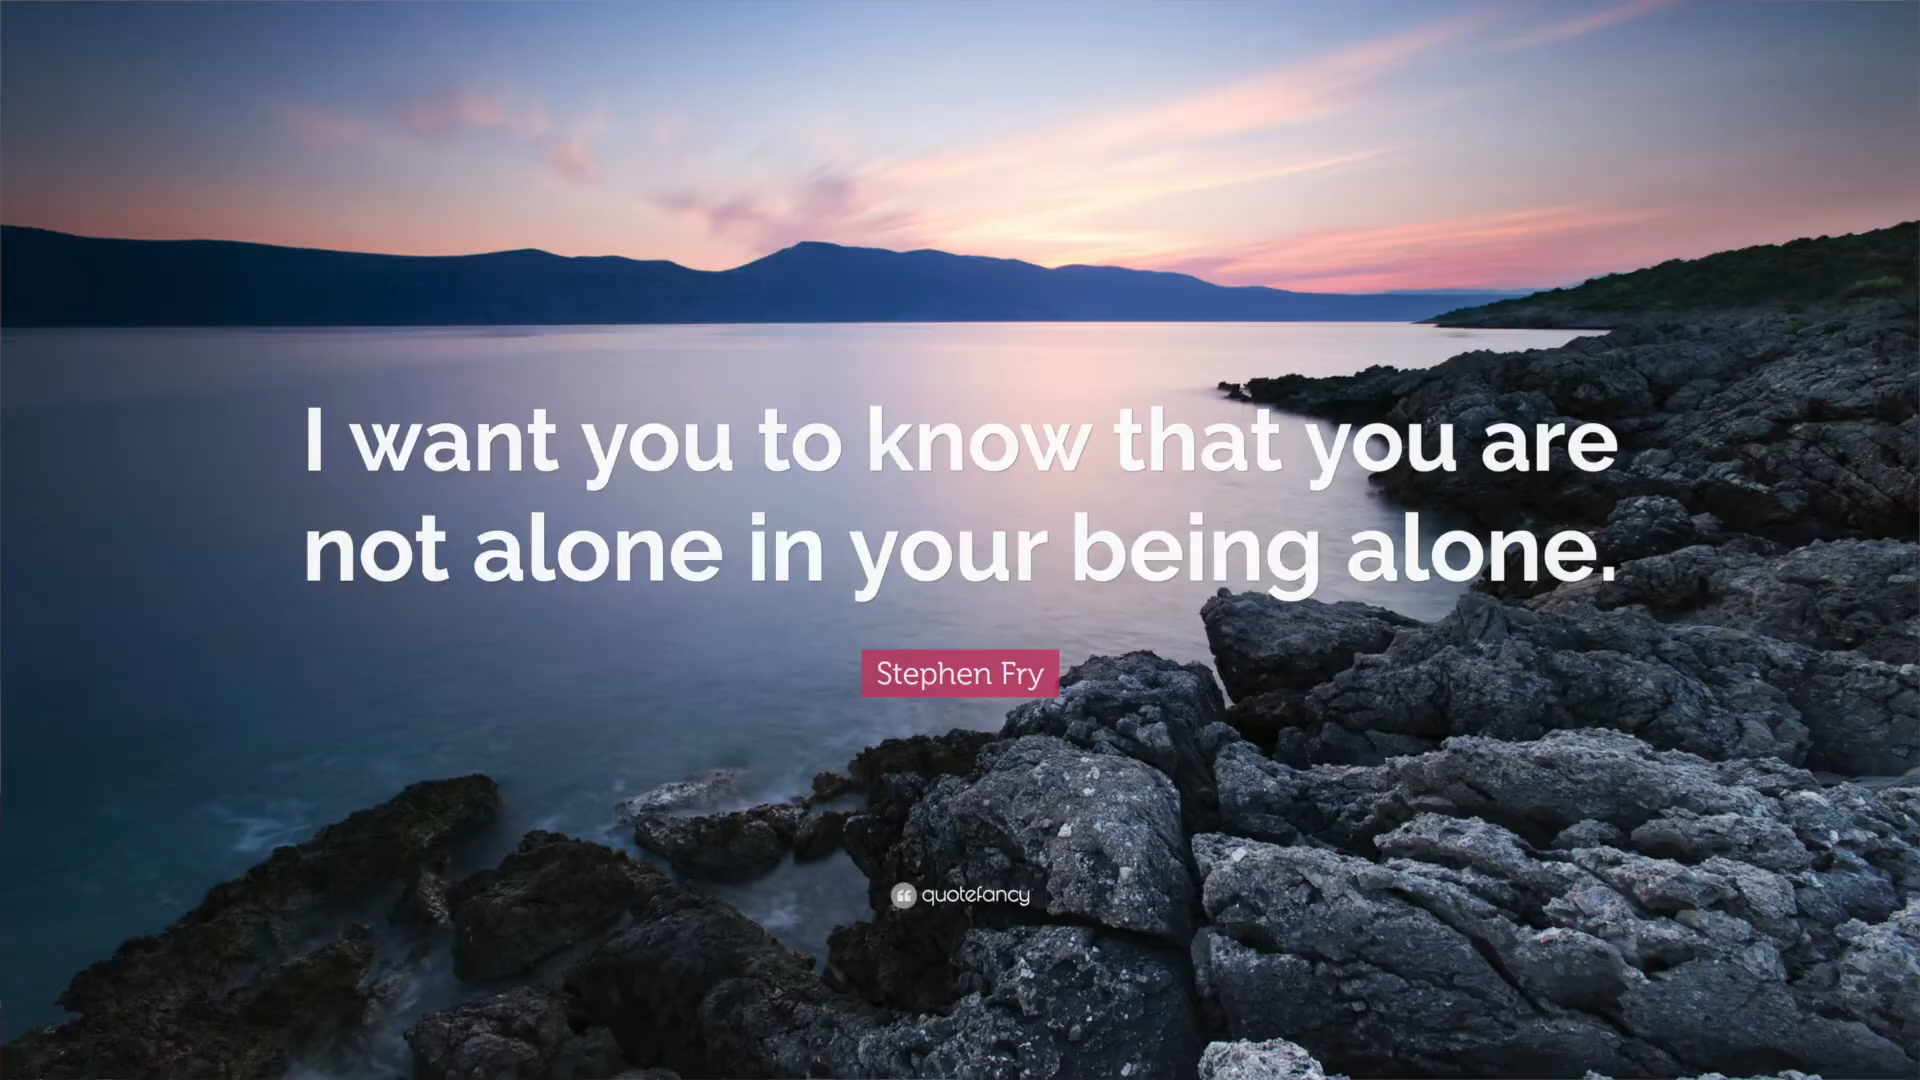 I want you to know that you are
not alone in your being alone.
Stephen Fry
quotefancy